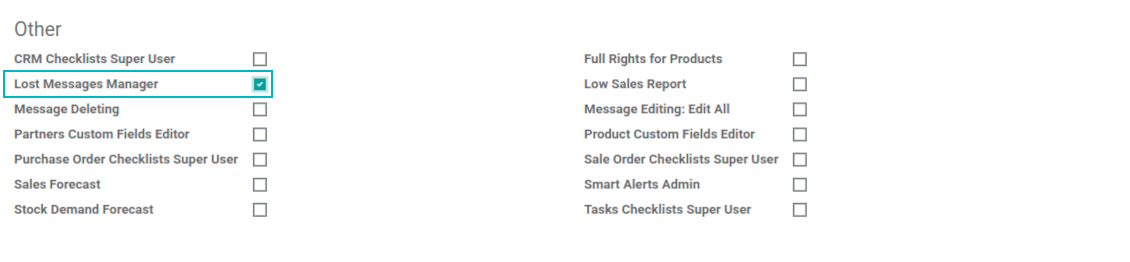 Other
CRM Checklists Super User
Full Rights for Products
Lost Messages Manager
Low Sales Report
Message Deleting
Message Editing: Edit All
Partners Custom Fields Editor
Product Custom Fields Editor
Purchase Order Checklists Super User
Sale Order Checklists Super User
Sales Forecast
Smart Alerts Admin
Stock Demand Forecast
Tasks Checklists Super User